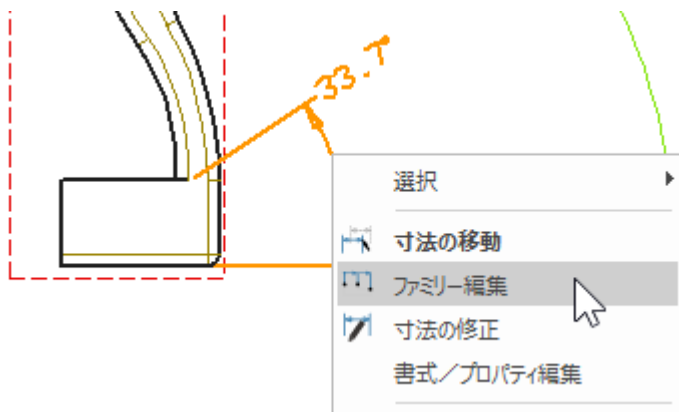 33.7
選択
寸法の移動
ファミリー編集
寸法の修正
書式／プロパティ編集